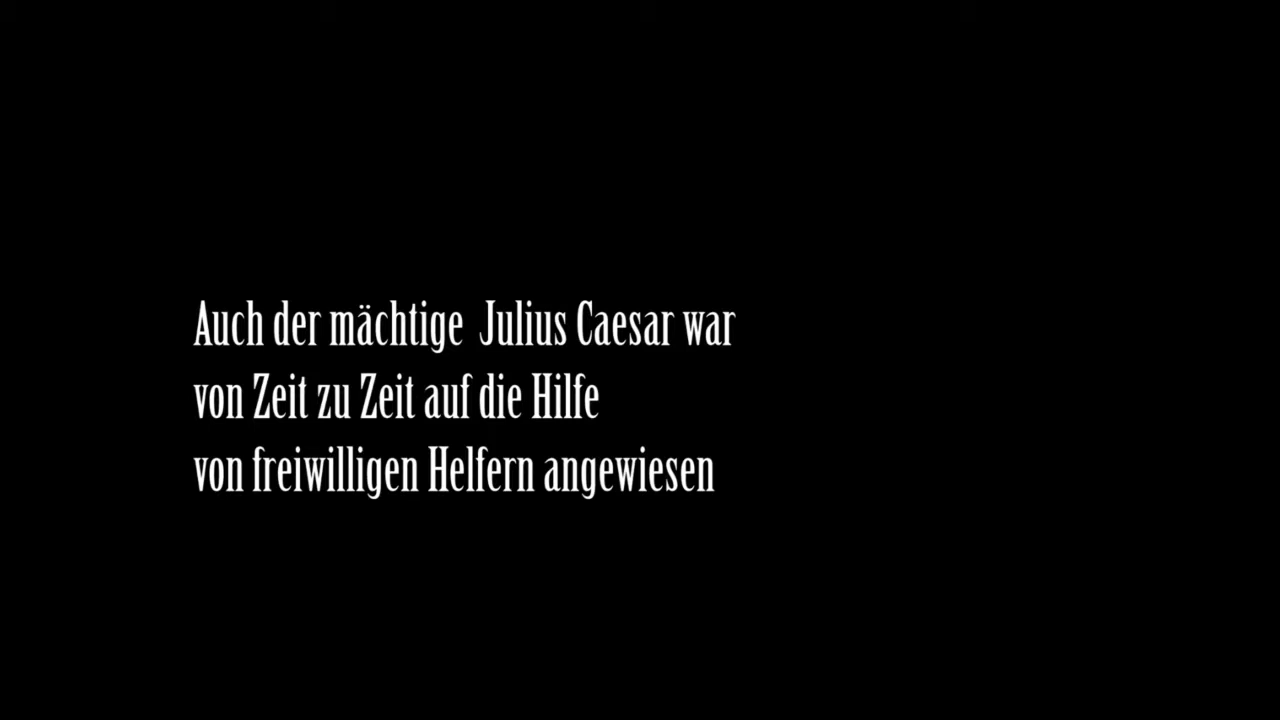 Auch der mächtige Julius Caesar war
von Zeit zu Zeit auf die Hilfe
von freiwilligen Helfern angewiesen